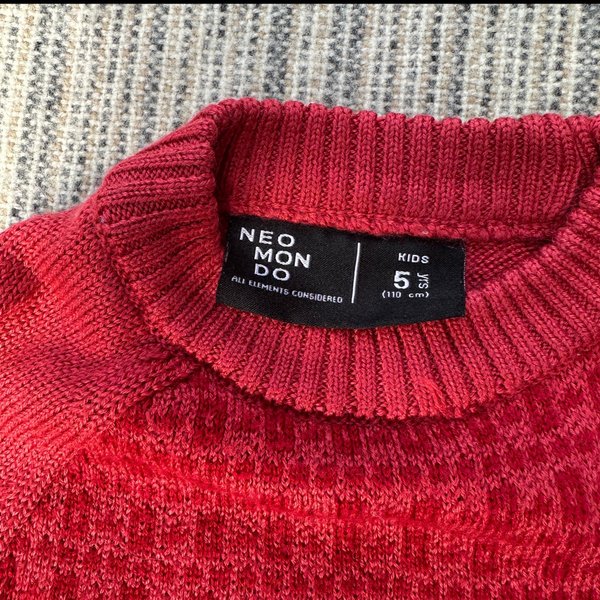 NEO
MON
DO
ALL ELEMENTS CONSIDERED
KIDS
5 yrs
(110 cm)